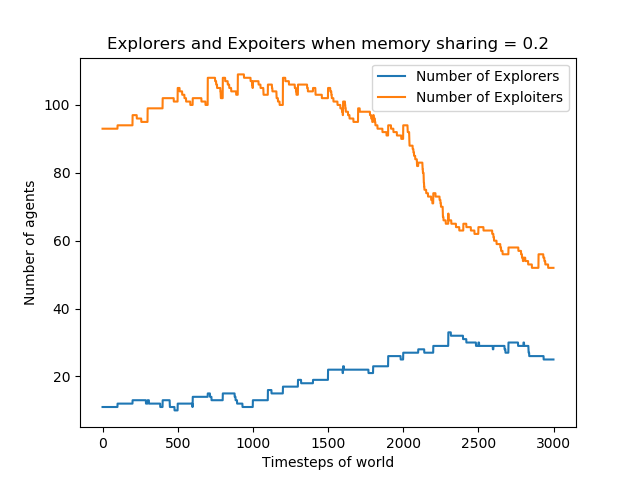 Explorers and Expoiters when memory sharing = 0.2
Number of Explorers
Number of Exploiters
Number of agents
100
80
60
40
20
0 500 1000 1500 2000 2500 3000
Timesteps of world